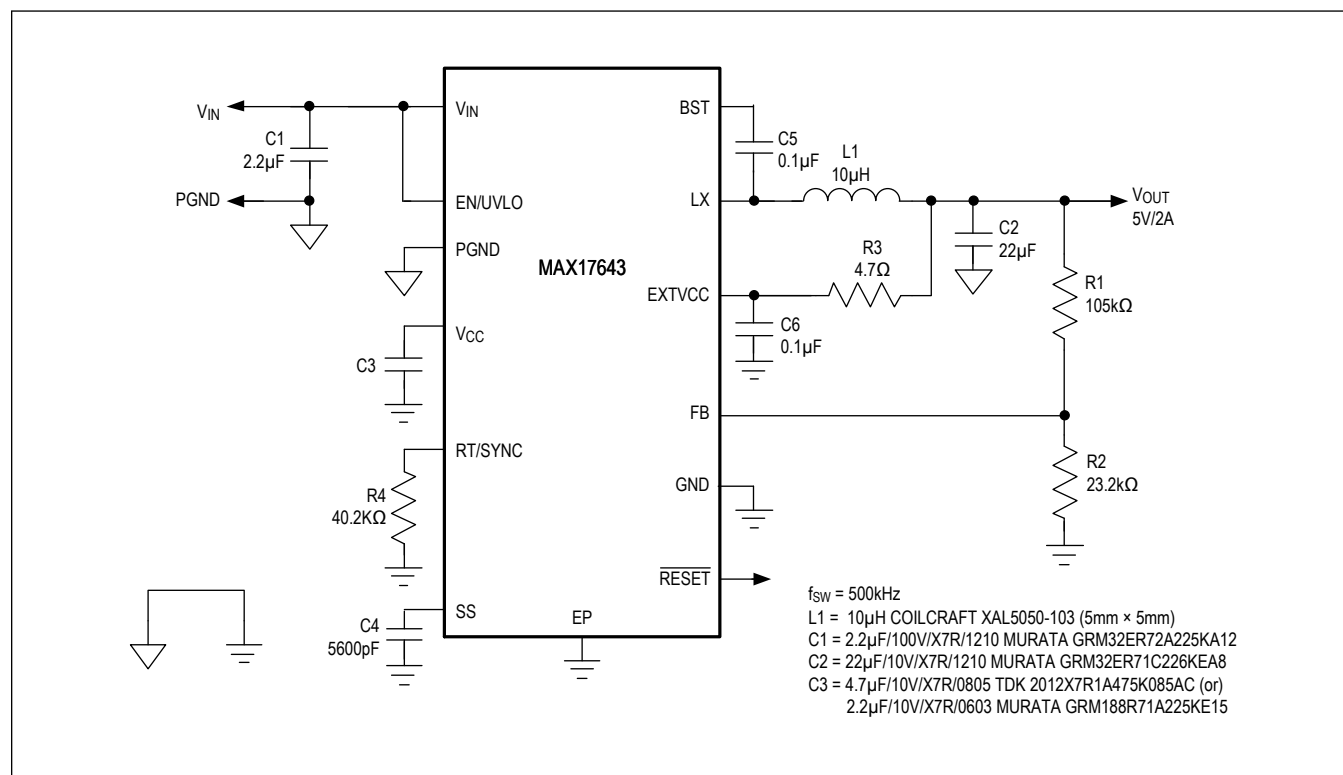 VIN
C1
2.2µF
PGND
VIN
EN/UVLO
PGND
VCC
C3
RT/SYNC
R4
40.2KΩ
SS
C4
5600pF
MAX17643
EP
BST
C5
0.1µF
L1
10µH
LX
VOUT
5V/2A
C2
22µF
R3
4.7Ω
EXTVCC
C6
0.1µF
R1
105kΩ
FB
R2
23.2kΩ
GND
RESET
fSW = 500kHz
L1 = 10µH COILCRAFT XAL5050-103 (5mm × 5mm)
C1 = 2.2µF/100V/X7R/1210 MURATA GRM32ER72A225KA12
C2 = 22µF/10V/X7R/1210 MURATA GRM32ER71C226KEA8
C3 = 4.7µF/10V/X7R/0805 TDK 2012X7R1A475K085AC (or)
2.2µF/10V/X7R/0603 MURATA GRM188R71A225KE15